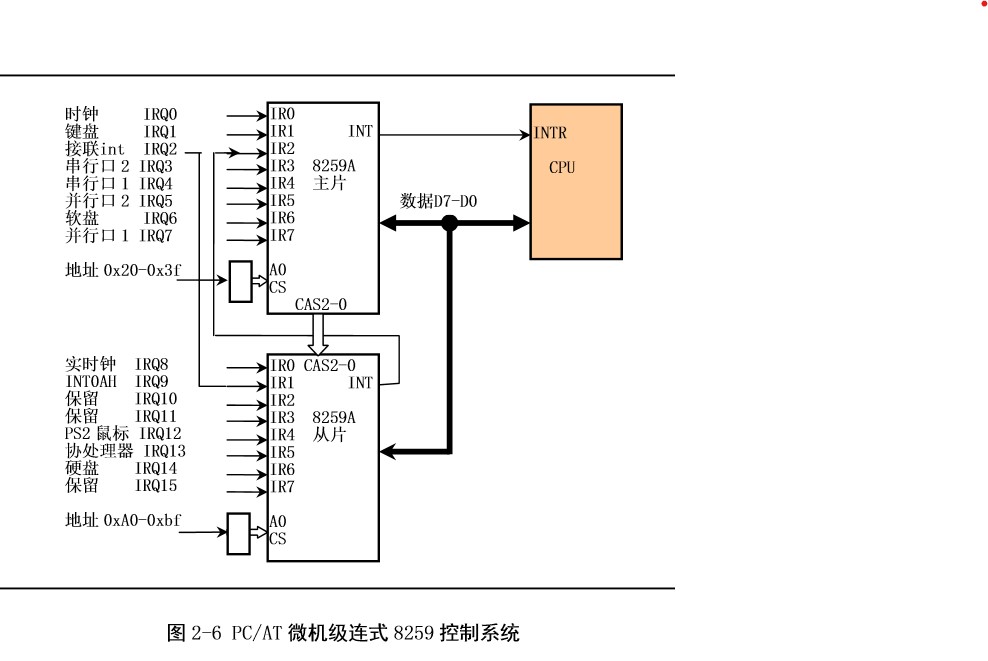 时钟 IRQ0 IR0
键盘 IRQ1 IR1 INT INTR
接联int IRQ2 IR2
串行口 2 IRQ3 IR3 8259A CPU
串行口 1 IRQ4 IR4 主片
并行口 2 IRQ5 IR5 数据D7-D0
软盘 IRQ6 IR6
并行口 1 IRQ7 IR7
地址 0x20-0x3f A0
CS
CAS2-0
实时钟 IRQ8 IR0 CAS2-0
INT0AH IRQ9 IR1 INT
保留 IRQ10 IR2
保留 IRQ11 IR3 8259A
PS2 鼠标 IRQ12 IR4 从片
协处理器 IRQ13 IR5
硬盘 IRQ14 IR6
保留 IRQ15 IR7
地址 0xA0-0xbf A0
CS
图 2-6 PC/AT 微机级连式 8259 控制系统